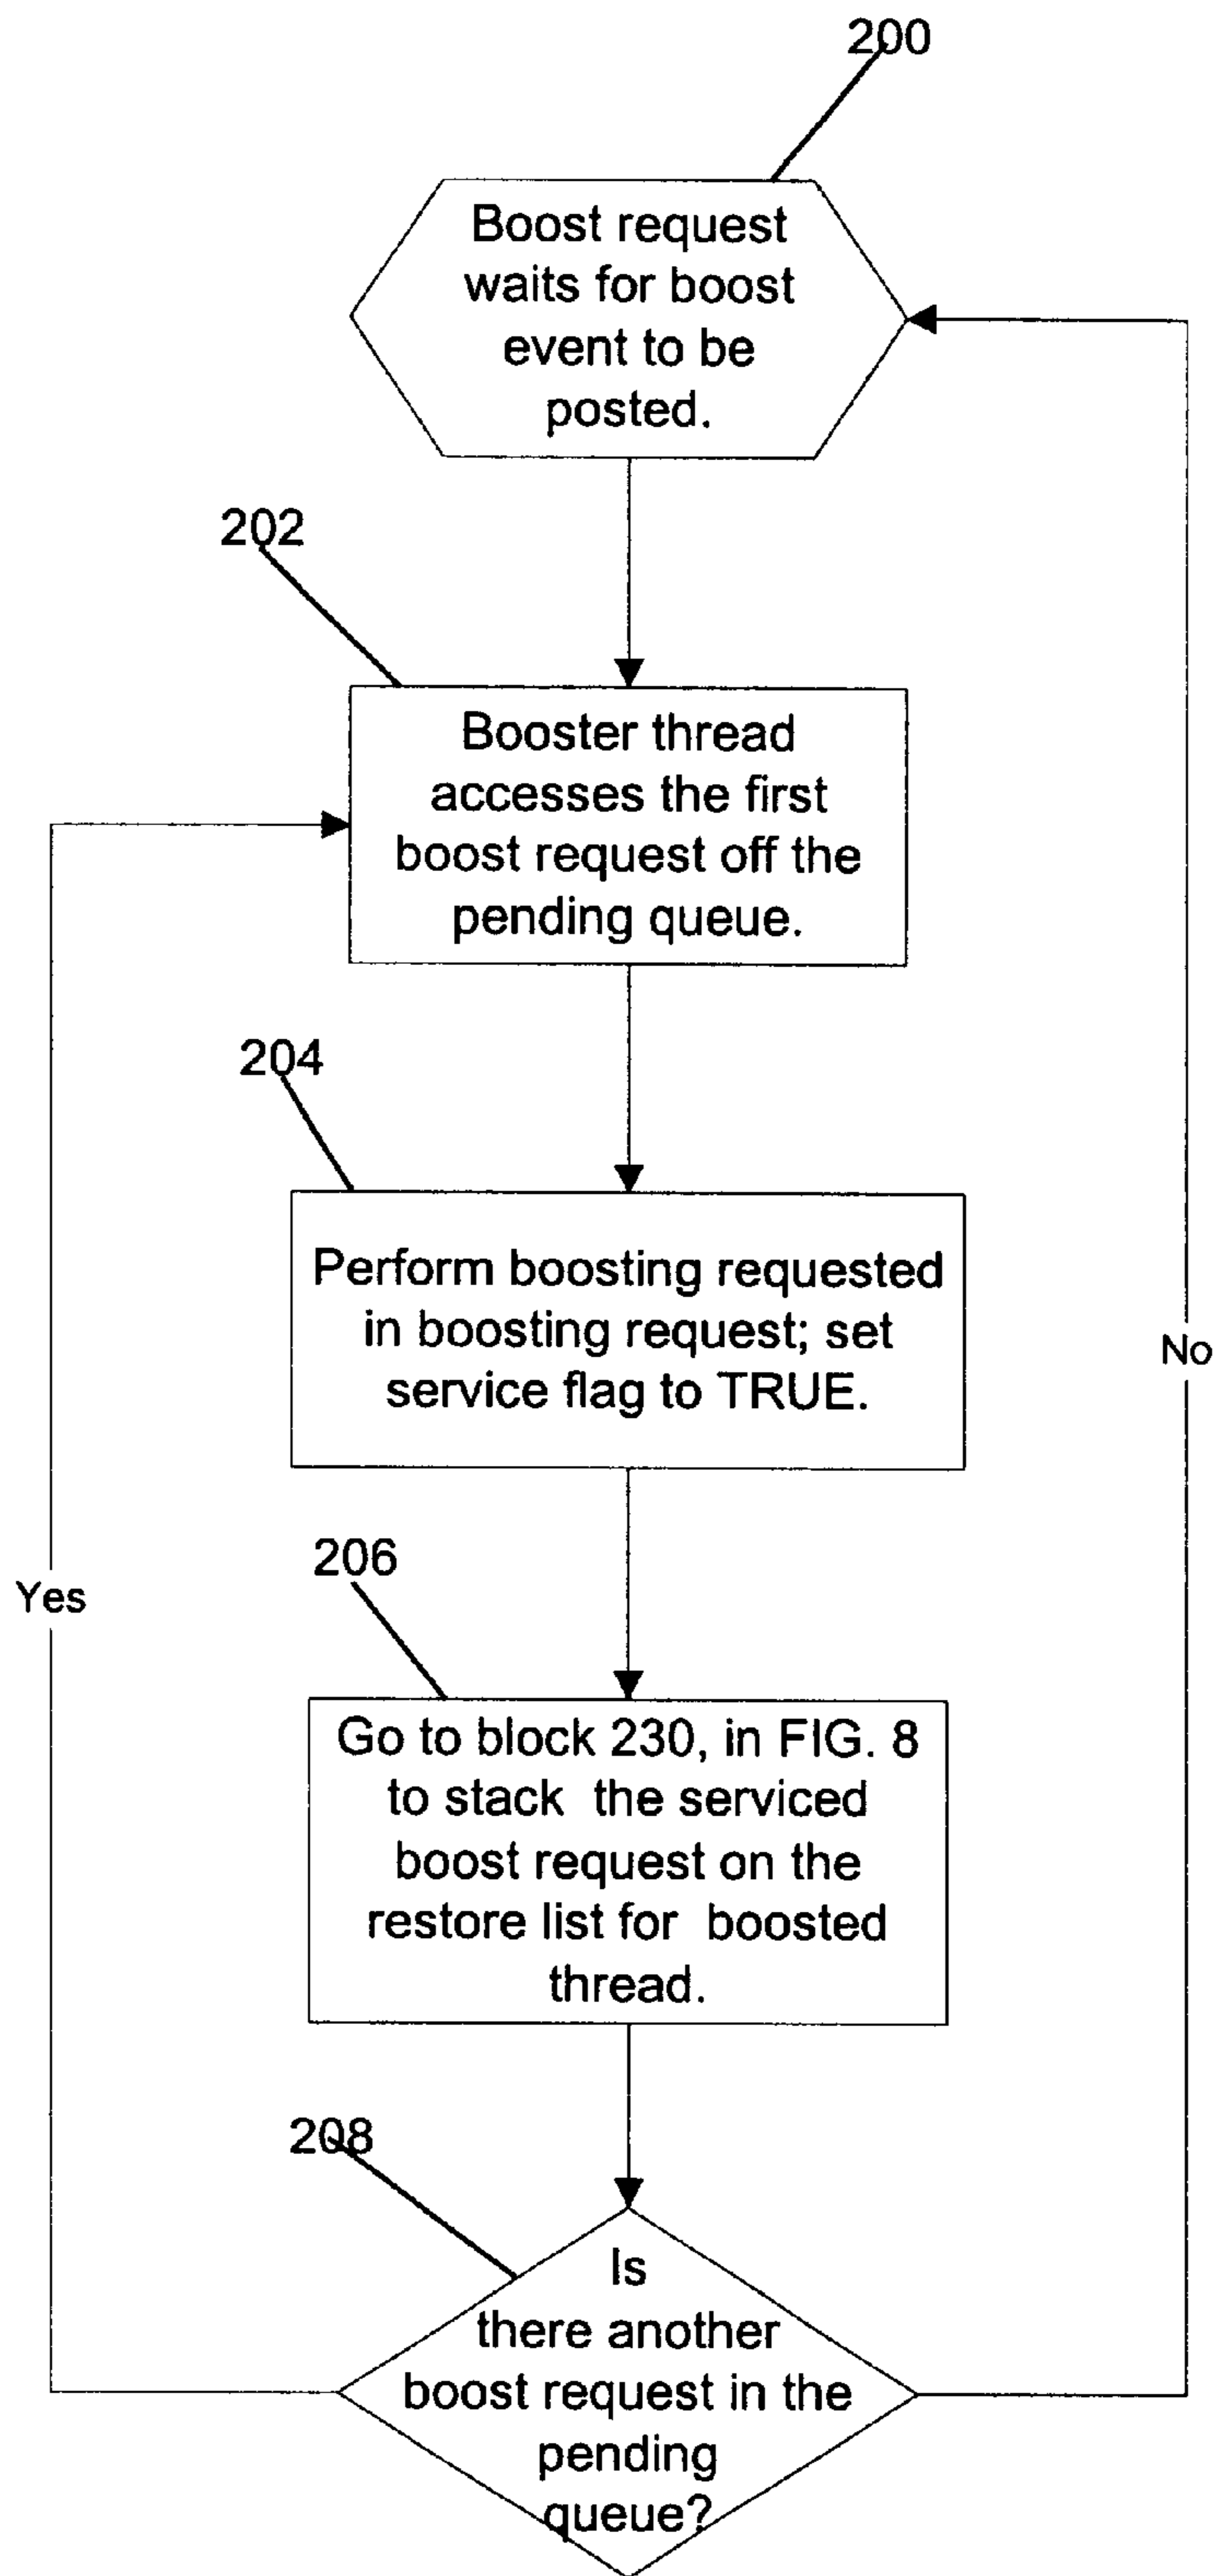 200
Boost request
waits for boost
event to be
posted.
202
Booster thread
accesses the first
boost request off the
pending queue.
204
Perform boosting requested
in boosting request; set
service flag to TRUE.
No
206
Yes
Go to block 230, in FIG. 8
to stack the serviced
boost request on the
restore list for boosted
thread.
208
Is
there another
boost request in the
pending
queue?